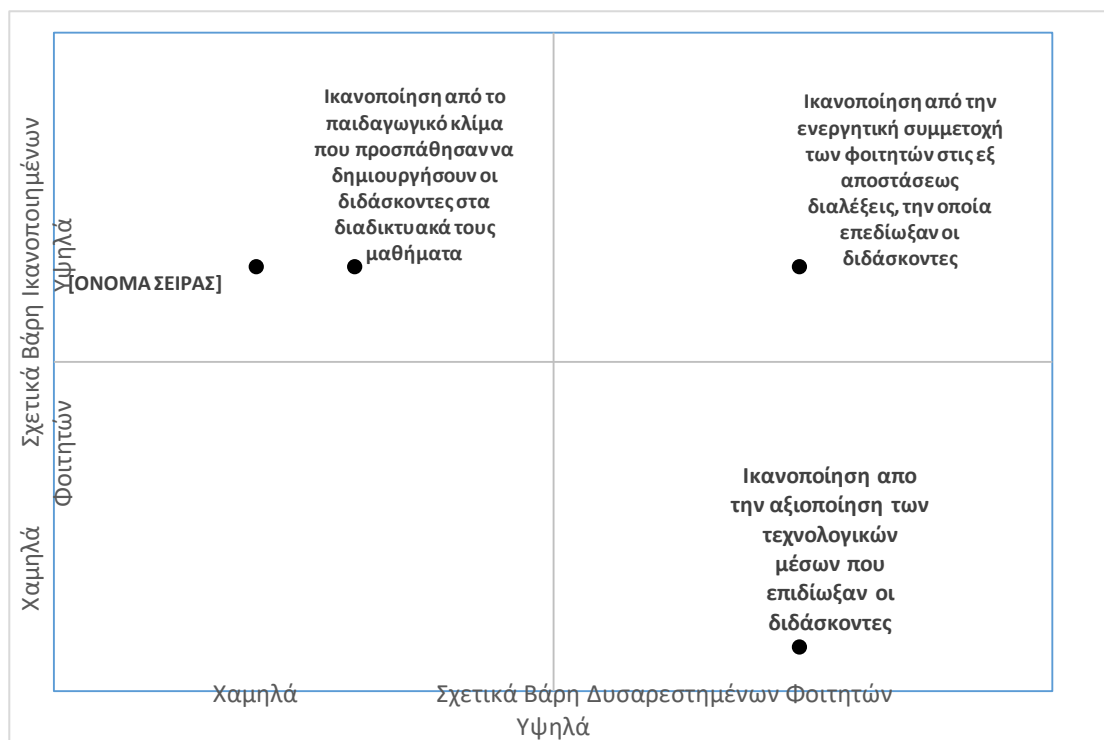 Ικανοποίηση από το
παιδαγωγικό κλίμα
που προσπάθησαν να
δημιουργήσουν οι
διδάσκοντες στα
διαδικτυακά τους
μαθήματα
Ικανοποίηση από την
ενεργητική συμμετοχή
των φοιτητών στις εξ
αποστάσεως
διαλέξεις, την οποία
επεδίωξαν οι
διδάσκοντες
[ΟΝΟΜΑ ΣΕΙΡΑΣ]
Ικανοποίηση απο
την αξιοποίηση των
τεχνολογικών
μέσων που
επιδίωξαν οι
διδάσκοντες
Χαμηλά Σχετικά Βάρη Ικανοποιημένων
Φοιτητών Υψηλά
Χαμηλά Σχετικά Βάρη Δυσαρεστημένων Φοιτητών
Υψηλά